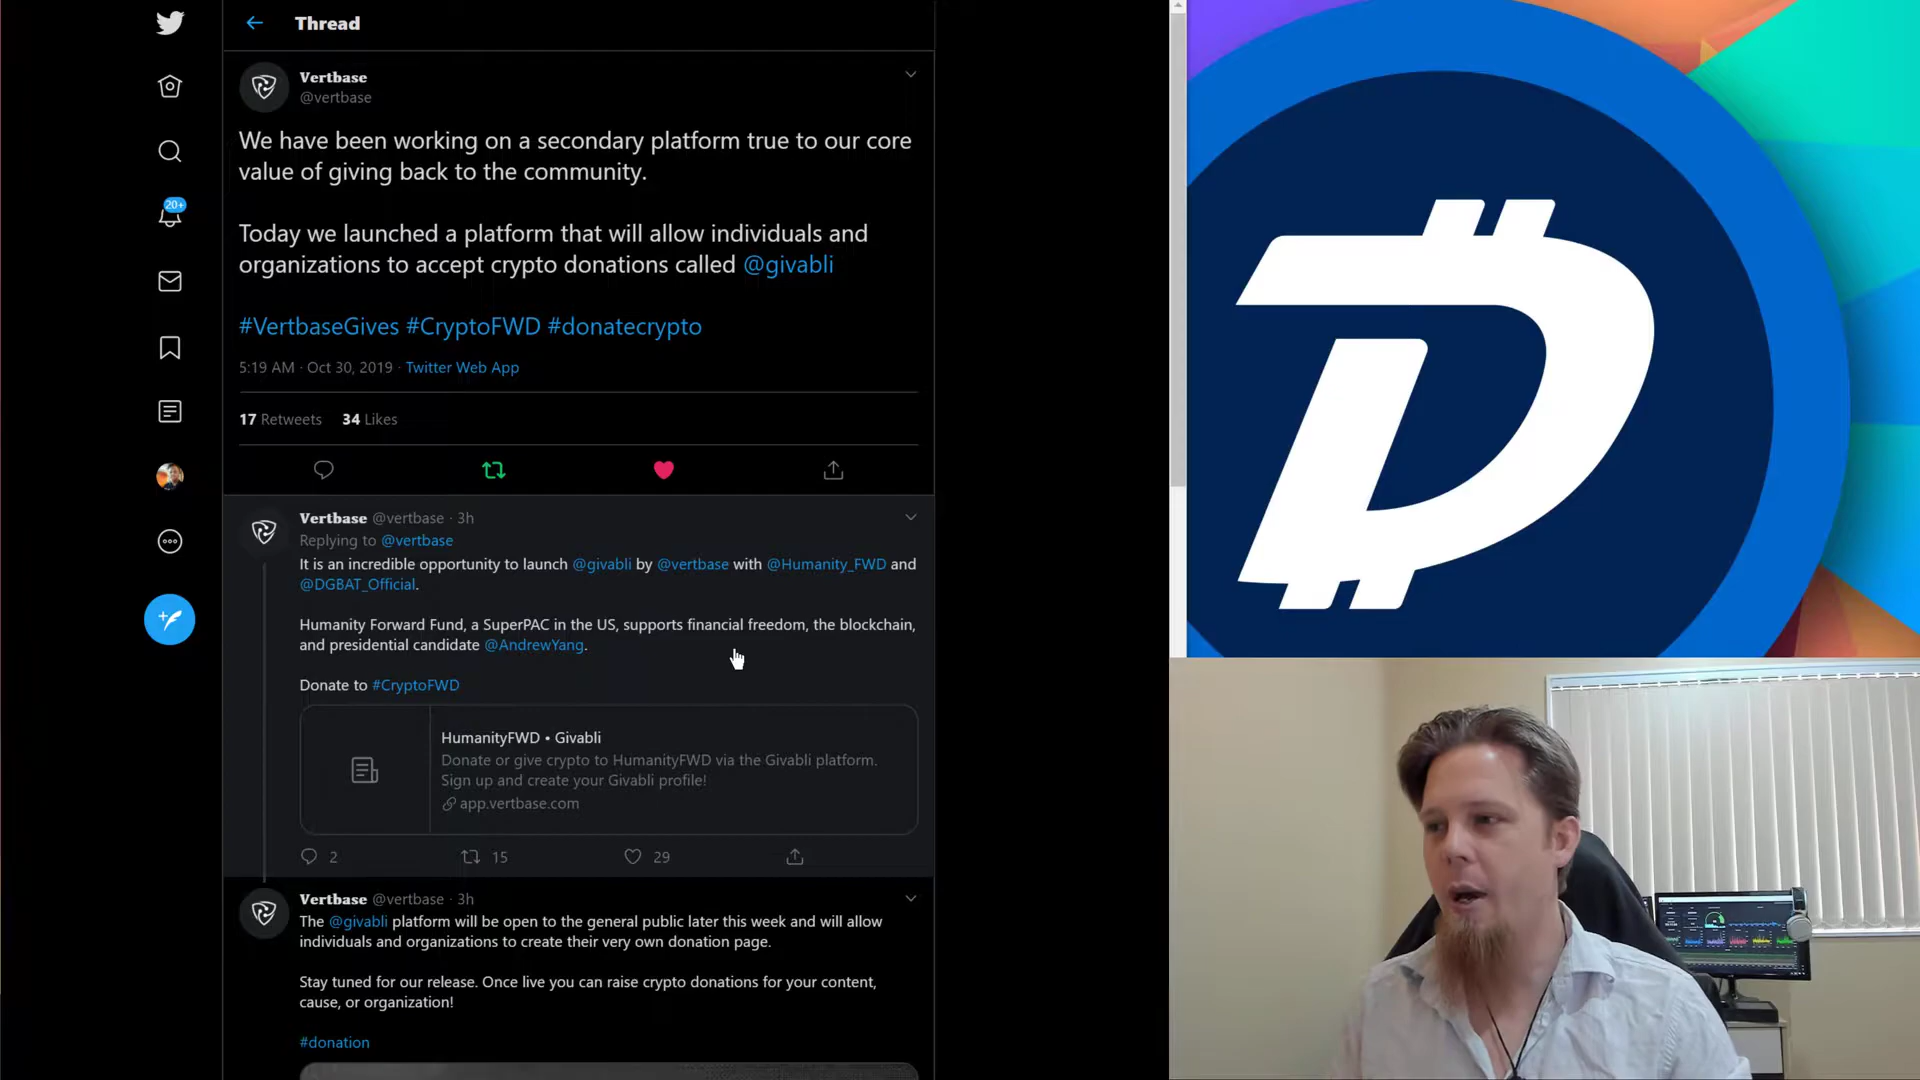 Thread
Vertbase
@vertbase
We have been working on a secondary platform true to our core
value of giving back to the community.
Today we launched a platform that will allow individuals and
organizations to accept crypto donations called @givabli
#VertbaseGives #CryptoFWD #donatecrypto
5:19 AM · Oct 30, 2019 · Twitter Web App
17 Retweets 34 Likes
20+
Vertbase @vertbase · 3h
Replying to @vertbase
It is an incredible opportunity to launch @givabli by @vertbase with @Humanity_FWD and
@DGBAT_Official.
Humanity Forward Fund, a SuperPAC in the US, supports financial freedom, the blockchain,
and presidential candidate @AndrewYang.
Donate to #CryptoFWD
HumanityFWD • Givabli
Donate or give crypto to HumanityFWD via the Givabli platform.
Sign up and create your Givabli profile!
app.vertbase.com
2 15 29
Vertbase @vertbase · 3h
The @givabli platform will be open to the general public later this week and will allow
individuals and organizations to create their very own donation page.
Stay tuned for our release. Once live you can raise crypto donations for your content,
cause, or organization!
#donation